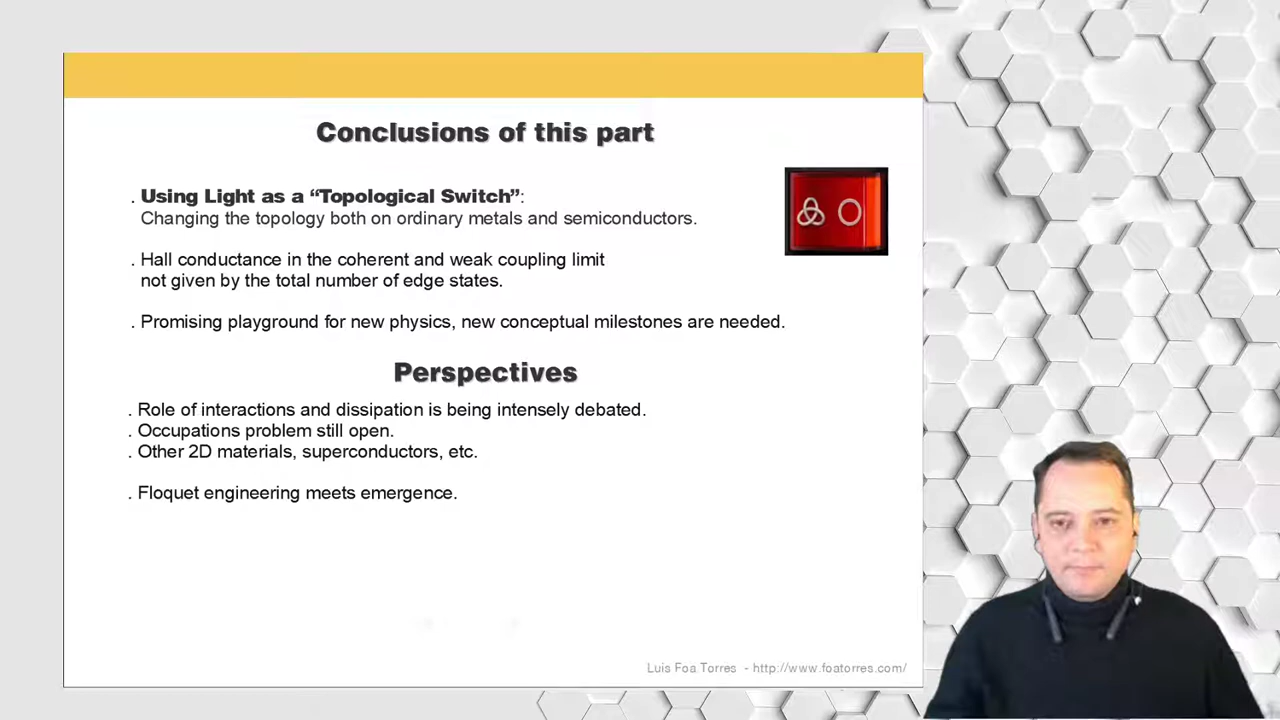 Conclusions of this part
. Using Light as a “Topological Switch”:
Changing the topology both on ordinary metals and semiconductors.
. Hall conductance in the coherent and weak coupling limit
not given by the total number of edge states.
. Promising playground for new physics, new conceptual milestones are needed.
Perspectives
. Role of interactions and dissipation is being intensely debated.
. Occupations problem still open.
. Other 2D materials, superconductors, etc.
. Floquet engineering meets emergence.
Luis Foa Torres - http://www.foatorres.com/